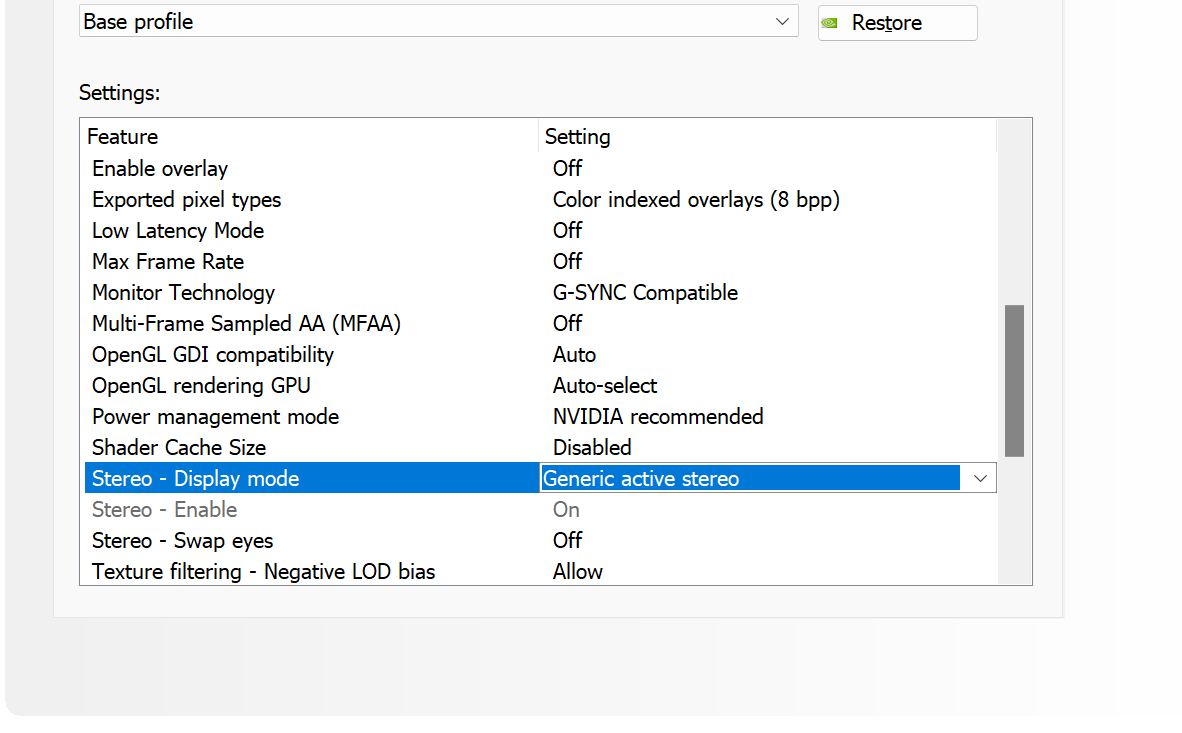 Base profile
Restore
Settings:
Feature Setting
Enable overlay Off
Exported pixel types Color indexed overlays (8 bpp)
Low Latency Mode Off
Max Frame Rate Off
Monitor Technology G-SYNC Compatible
Multi-Frame Sampled AA (MFAA) Off
OpenGL GDI compatibility Auto
OpenGL rendering GPU Auto-select
Power management mode NVIDIA recommended
Shader Cache Size Disabled
Stereo - Display mode Generic active stereo
Stereo - Enable On
Stereo - Swap eyes Off
Texture filtering - Negative LOD bias Allow